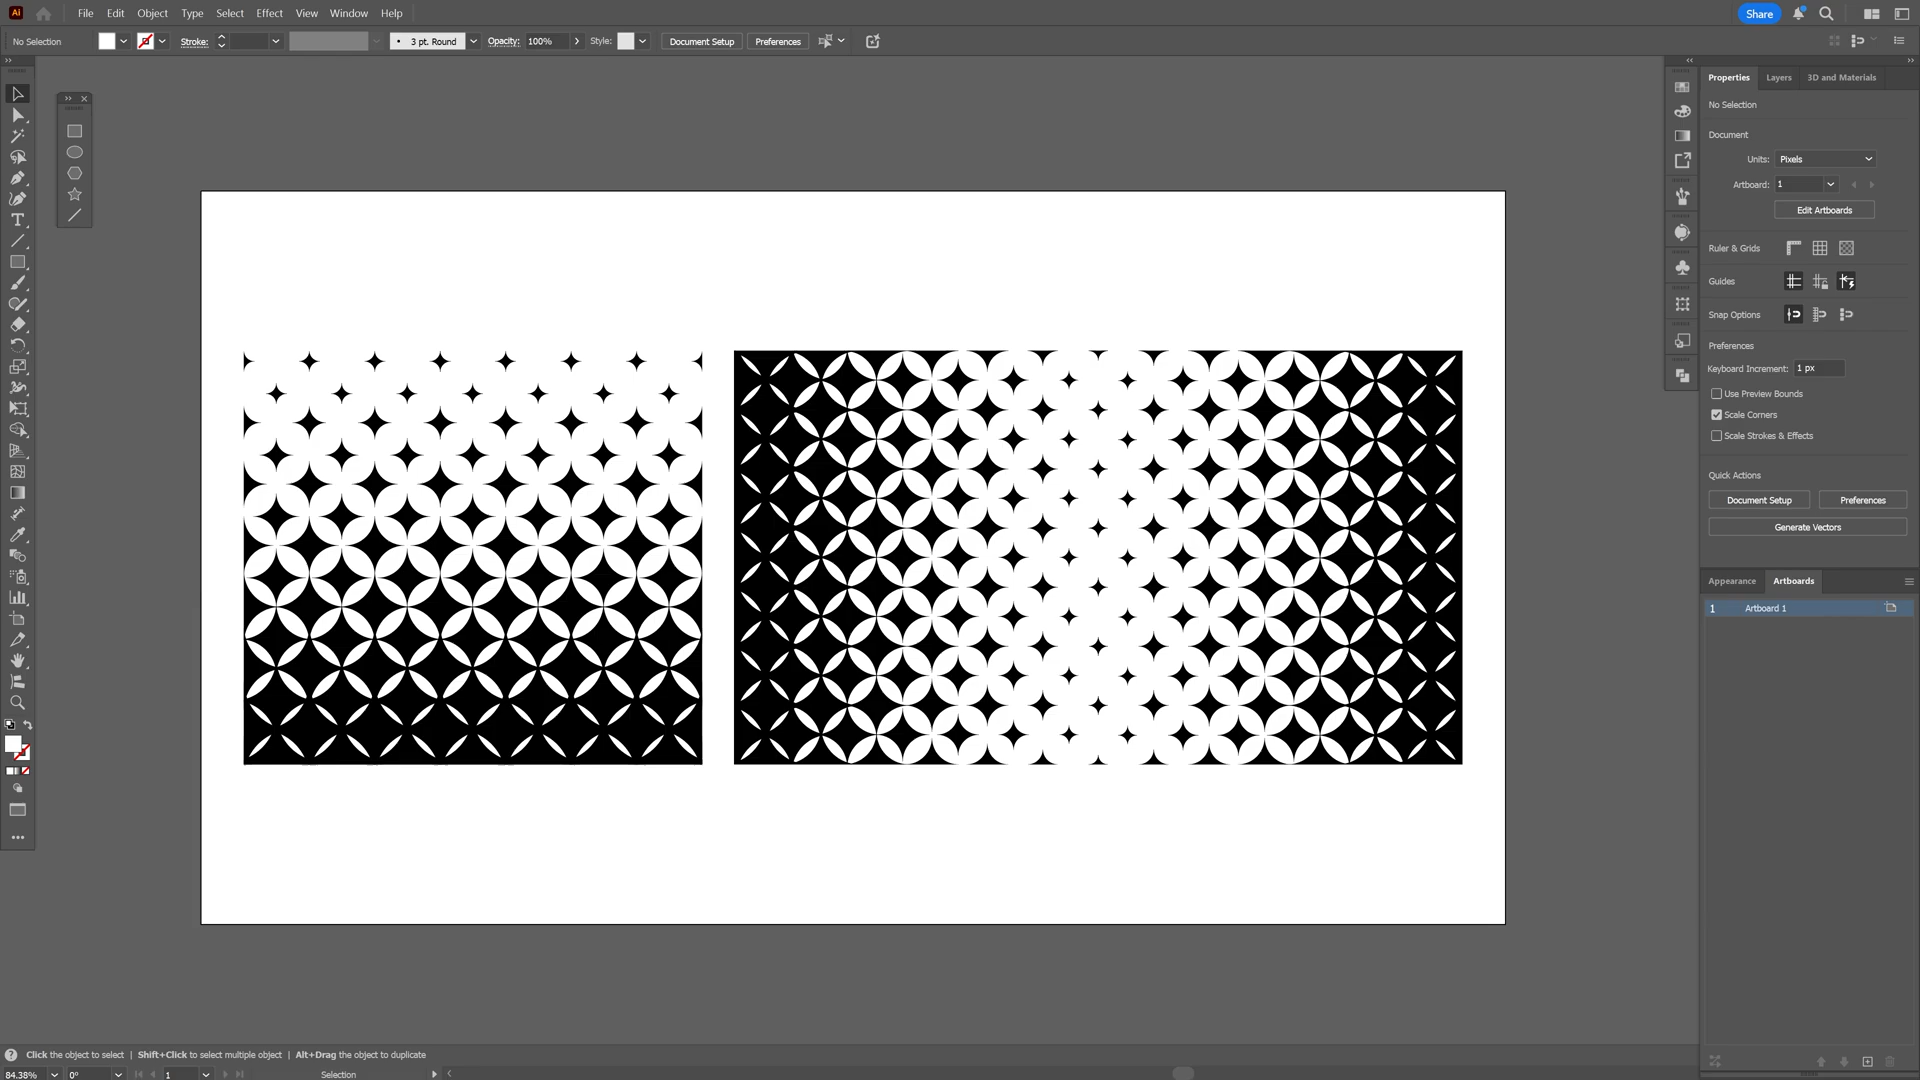 Ai File Edit Object Type Select Effect View Window Help Share
No Selection Stroke: 3 pt. Round Opacity: 100% Style: Document Setup Preferences
Properties Layers 3D and Materials
No Selection
Document
Units: Pixels
Artboard: 1
Edit Artboards
Ruler & Grids
Guides
Snap Options
Preferences
Keyboard Increment: 1 px
Use Preview Bounds
Scale Corners
Scale Strokes & Effects
Quick Actions
Document Setup Preferences
Generate Vectors
Appearance Artboards
1 Artboard 1
Click the object to select Shift+Click to select multiple object Alt+Drag the object to duplicate
84.38% 0° 1 Selection